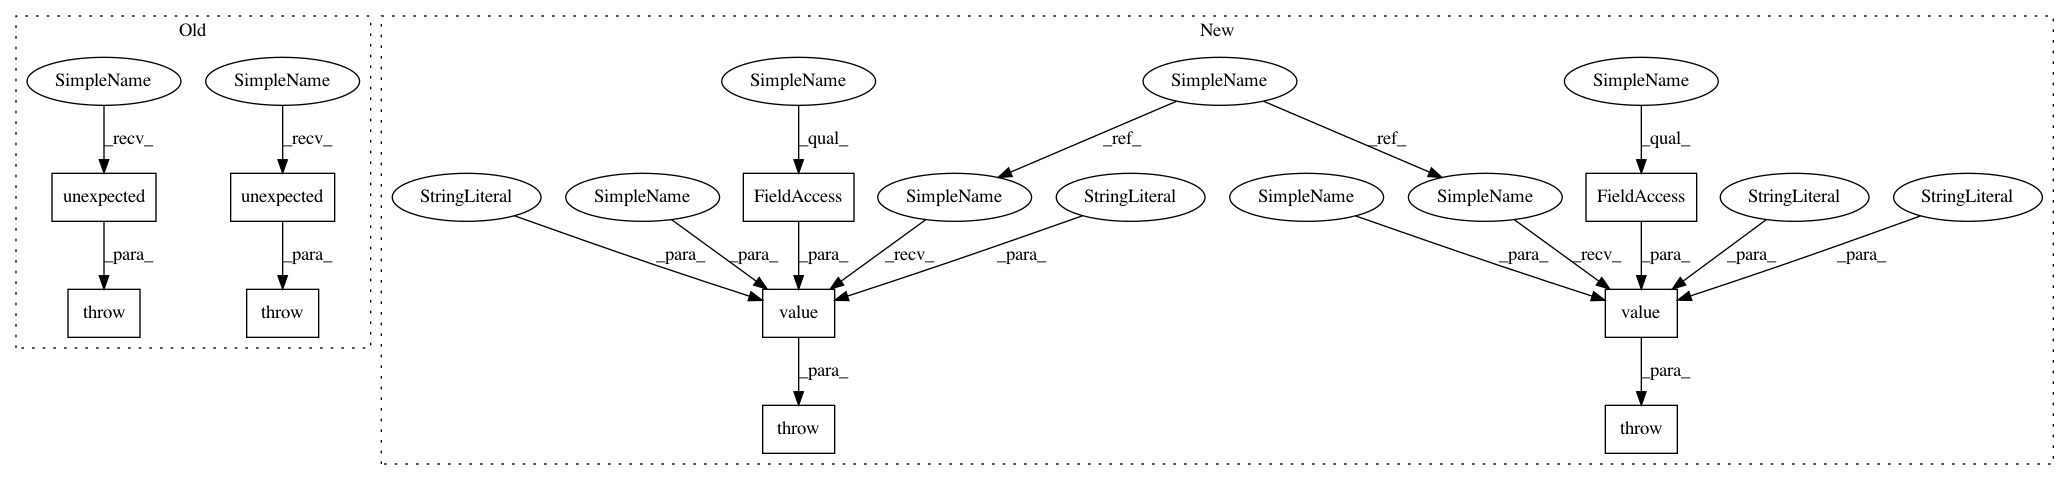 Old
New
SimpleName
SimpleName
SimpleName
SimpleName
SimpleName
_recv_
_recv_
_qual_
_ref_
_ref_
_qual_
unexpected
unexpected
StringLiteral
SimpleName
FieldAccess
SimpleName
StringLiteral
SimpleName
SimpleName
FieldAccess
StringLiteral
StringLiteral
_para_
_para_
_para_
_para_
_para_
_recv_
_para_
_para_
_recv_
_para_
_para_
_para_
throw
throw
value
value
_para_
_para_
throw
throw